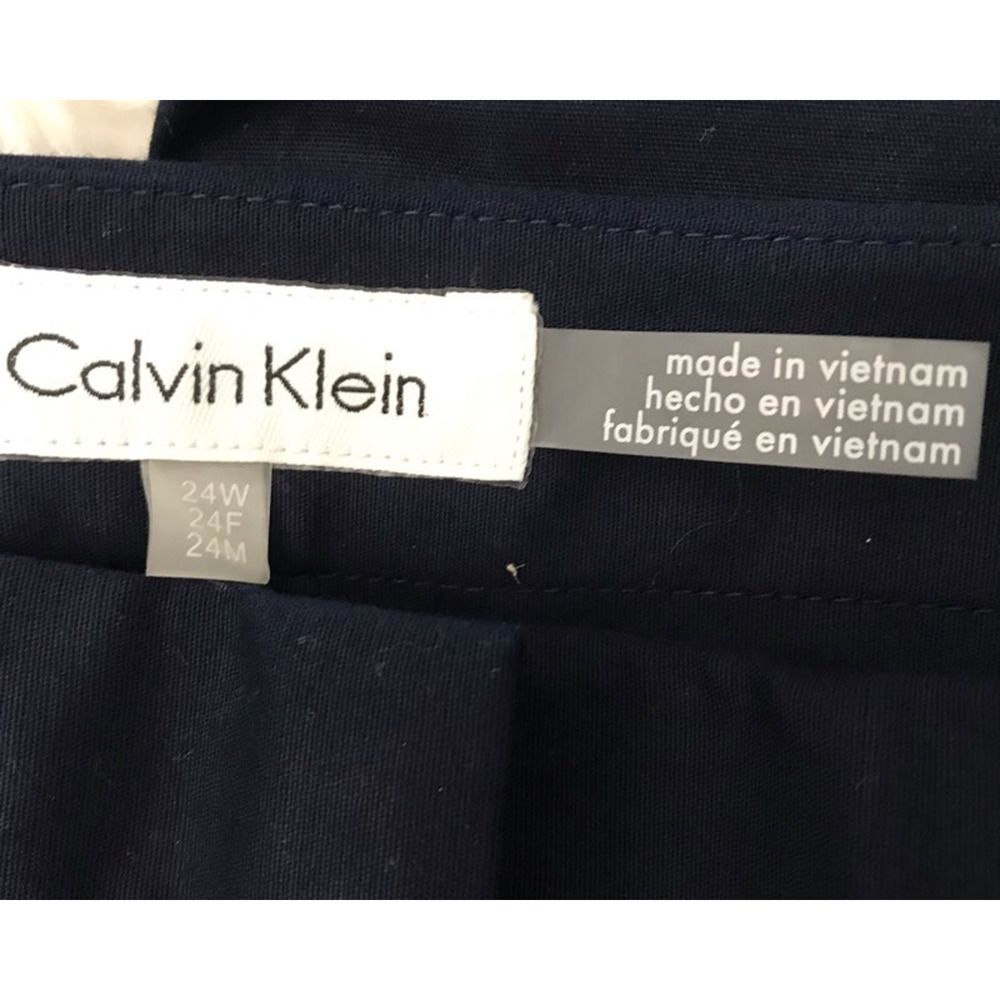 Calvin Klein
made in vietnam
hecho en vietnam
fabriqué en vietnam
24W
24F
24M